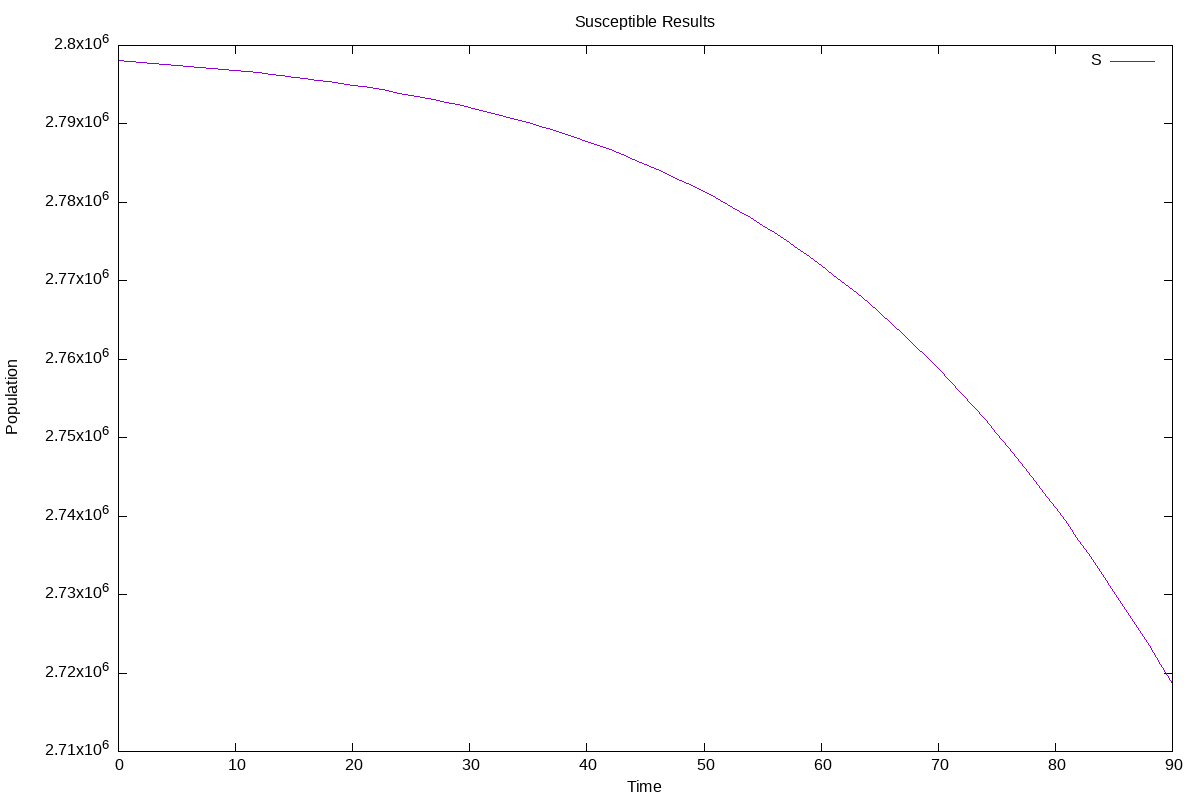 Susceptible Results
S
2.8x10^6
2.79x10^6
2.78x10^6
2.77x10^6
2.76x10^6
2.75x10^6
2.74x10^6
2.73x10^6
2.72x10^6
2.71x10^6
Population
0 10 20 30 40 50 60 70 80 90
Time